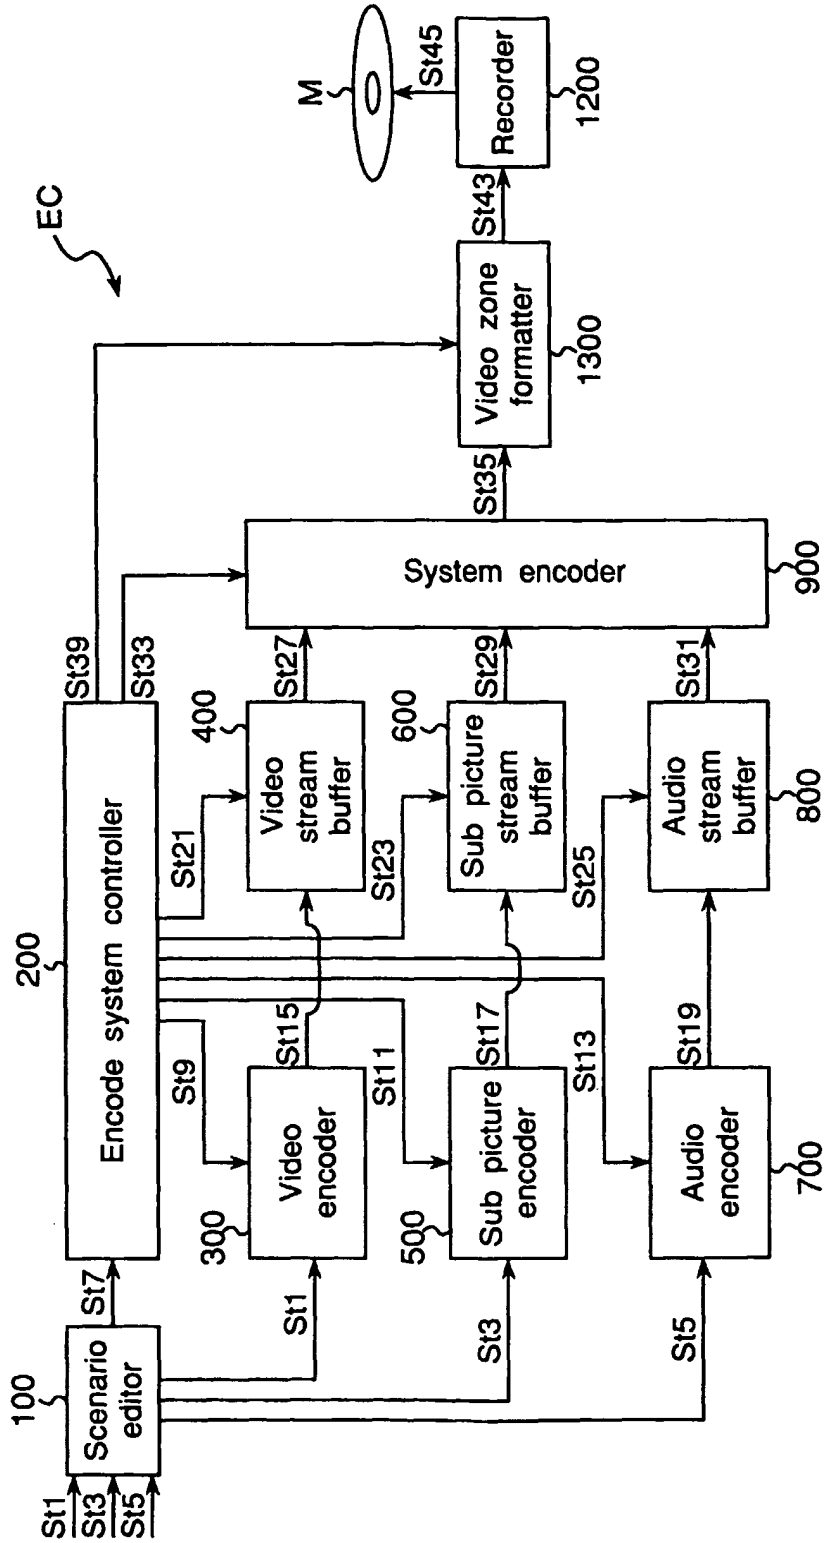 EC
St1
St3
St5
100
Scenario
editor
St7
200
Encode system controller
St39
St33
St9
St21
St1
300
Video
encoder
St15
400
Video
stream
buffer
St27
St11
St23
St3
500
Sub picture
encoder
St17
600
Sub picture
stream
buffer
St29
St13
St25
St5
700
Audio
encoder
St19
800
Audio
stream
buffer
St31
System encoder
900
St35
Video zone
formatter
1300
St43
Recorder
1200
St45
M